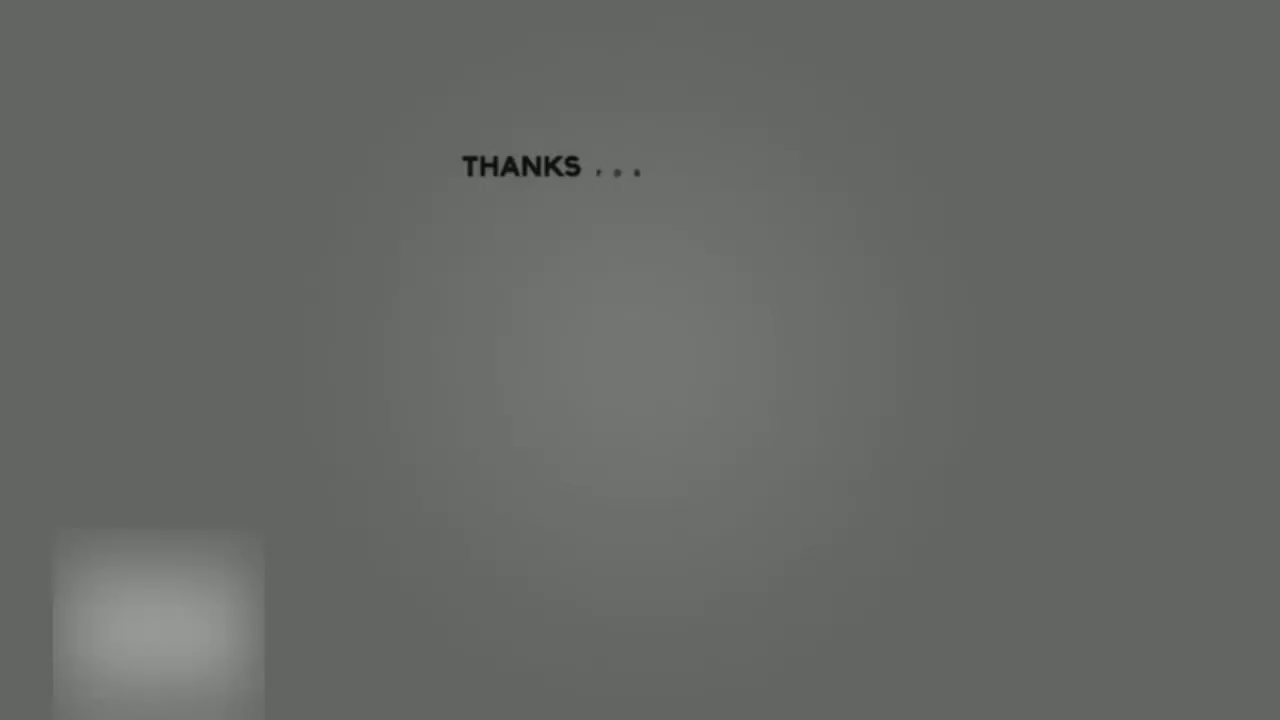 THANKS . . .